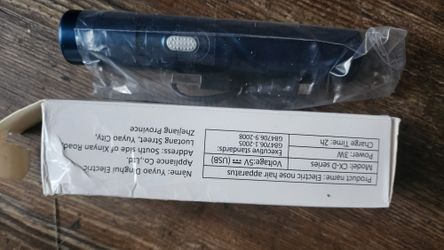 Product name: Electric nose hair apparatus
Model: CX-D-series
Power: 3W
Charge Time: 2h
Voltage:5V⎓(USB)
Executive standards:
GB4706.1-2005
GB4706.9-2008
Name: Yuyao Dinghui Electric
Appliance Co.,Ltd.
Address: South side of Xinyan Road,
Luotang Street, Yuyao City,
Zhejiang Province